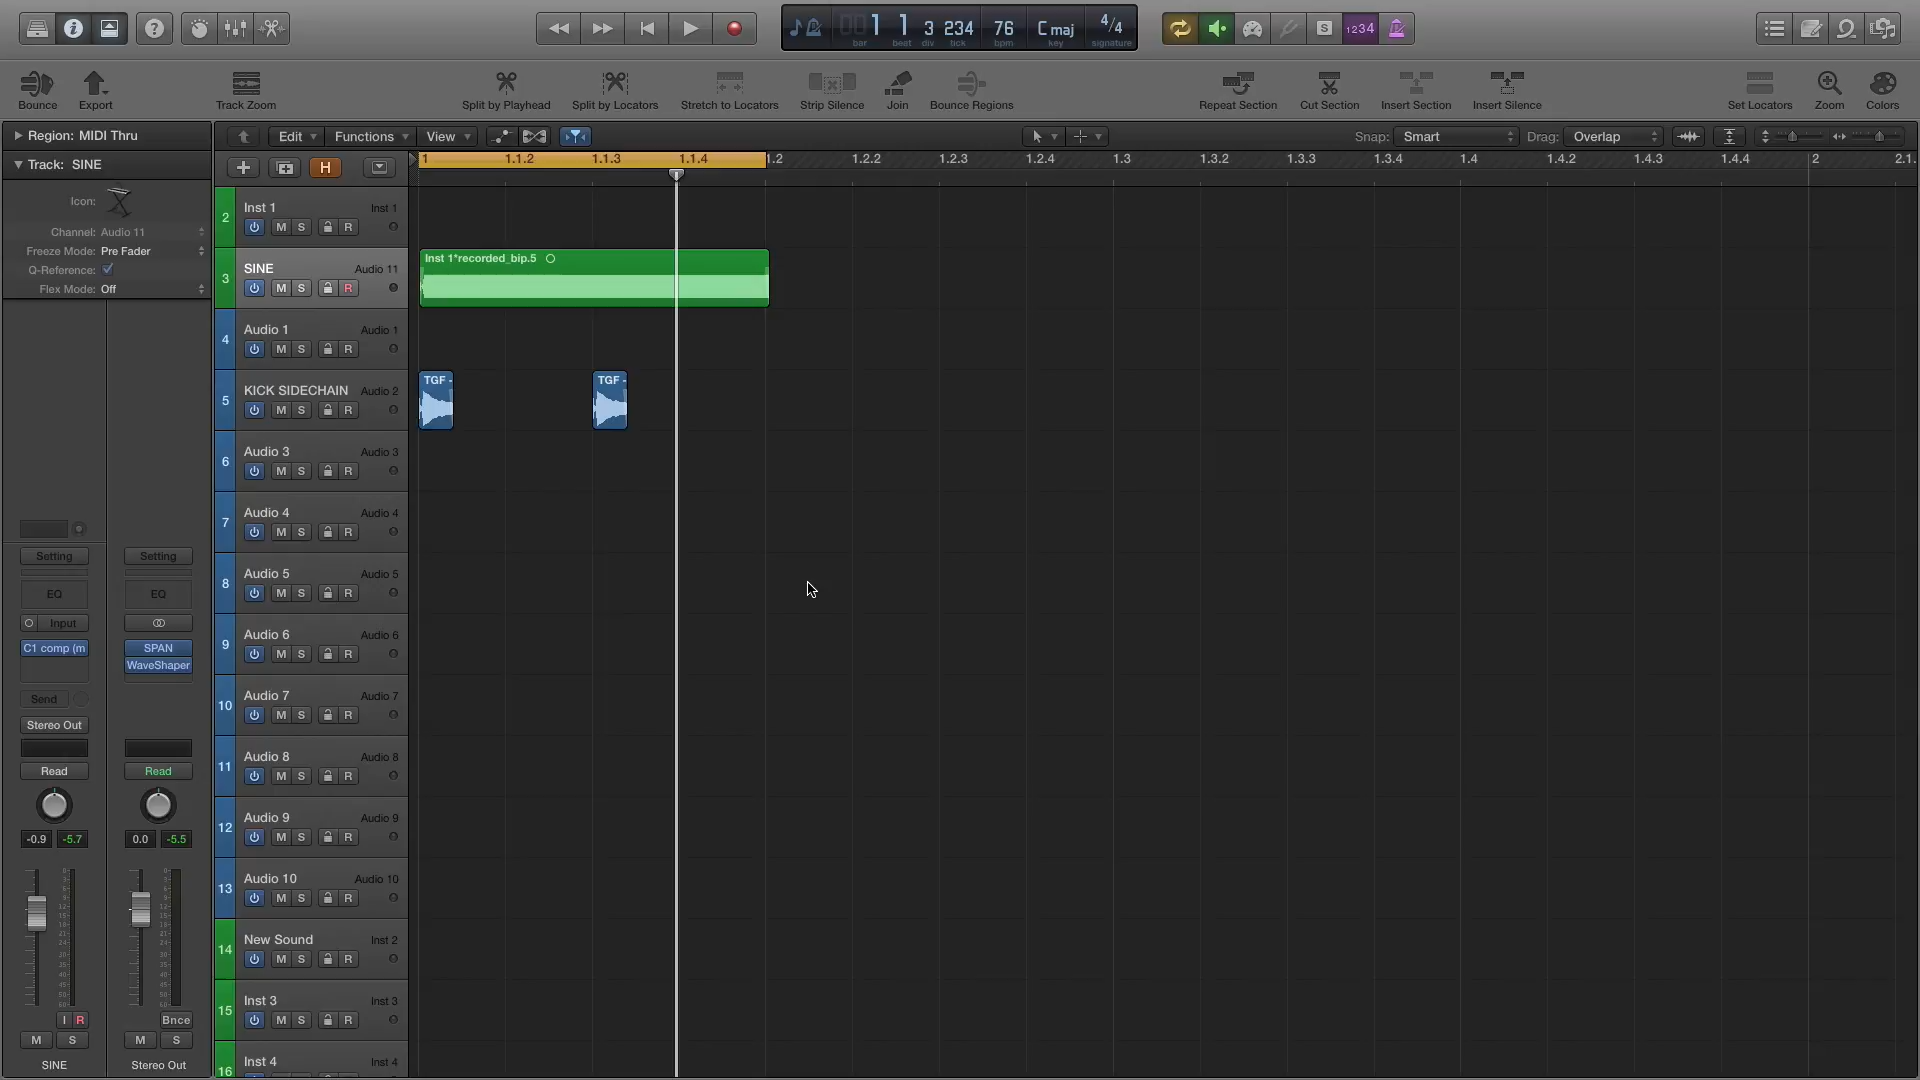 1 1 3 234 76 C maj 4/4
bar beat div tick bpm key signature
S 1234
Bounce Export Track Zoom Split by Playhead Split by Locators Stretch to Locators Strip Silence Join Bounce Regions Repeat Section Cut Section Insert Section Insert Silence Set Locators Zoom Colors
Region: MIDI Thru
Edit Functions View Snap: Smart Drag: Overlap
Track: SINE
H
1 1.1.2 1.1.3 1.1.4 1.2 1.2.2 1.2.3 1.2.4 1.3 1.3.2 1.3.3 1.3.4 1.4 1.4.2 1.4.3 1.4.4 2 2.1.
Icon:
Channel: Audio 11
Freeze Mode: Pre Fader
Q-Reference:
Flex Mode: Off
2 Inst 1 Inst 1
M S R
3 SINE Audio 11
M S R
Inst 1*recorded_bip.5
4 Audio 1 Audio 1
M S R
5 KICK SIDECHAIN Audio 2
M S R
TGF - TGF -
6 Audio 3 Audio 3
M S R
7 Audio 4 Audio 4
M S R
8 Audio 5 Audio 5
M S R
9 Audio 6 Audio 6
M S R
10 Audio 7 Audio 7
M S R
11 Audio 8 Audio 8
M S R
12 Audio 9 Audio 9
M S R
13 Audio 10 Audio 10
M S R
14 New Sound Inst 2
M S R
15 Inst 3 Inst 3
M S R
16 Inst 4 Inst 4
Setting Setting
EQ EQ
Input
C1 comp (m SPAN
WaveShaper
Send
Stereo Out
Read Read
-0.9 -5.7 0.0 -5.5
I R Bnce
M S M S
SINE Stereo Out